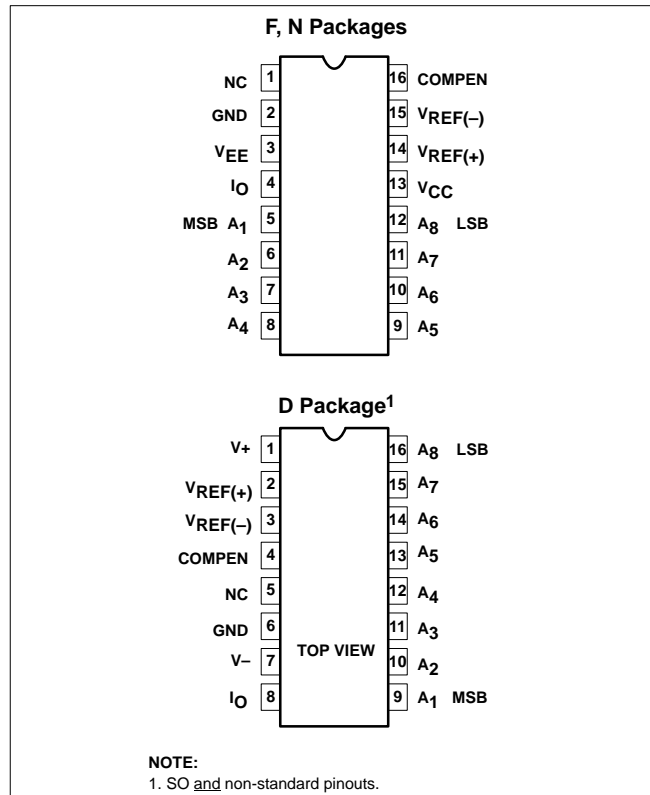 F, N Packages
NC 1 16 COMPEN
GND 2 15 VREF(–)
VEE 3 14 VREF(+)
IO 4 13 VCC
MSB A1 5 12 A8 LSB
A2 6 11 A7
A3 7 10 A6
A4 8 9 A5
D Package1
V+ 1 16 A8 LSB
VREF(+) 2 15 A7
VREF(–) 3 14 A6
COMPEN 4 13 A5
NC 5 12 A4
GND 6 11 A3
V– 7 TOP VIEW 10 A2
IO 8 9 A1 MSB
NOTE:
1. SO and non-standard pinouts.